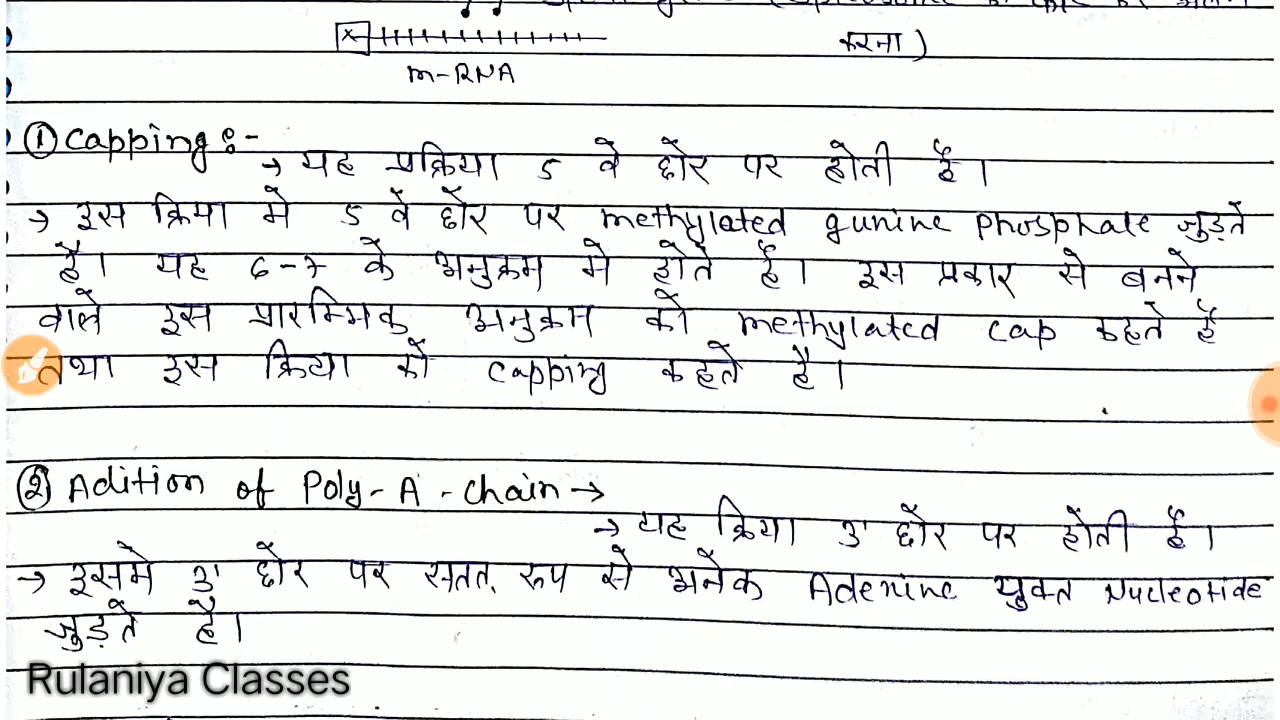 करना)
m-RNA
① Capping :-
→ यह प्रक्रिया 5 वे छोर पर होती है।
→ इस क्रिया मे 5 वे छोर पर methylated gunine phosphate जुड़ते
है। यह 6-7 के अनुक्रम मे होते है। इस प्रकार से बनने
वाले इस प्रारम्भिक अनुक्रम को methylated cap कहते है
तथा इस क्रिया को capping कहते है।
② Adition of Poly-A-chain →
→ यह क्रिया 3' छोर पर होती है।
→ इसमे 3' छोर पर सतत रूप से अनेक Adenine युक्त Nucleotide
जुड़ते है।
Rulaniya Classes